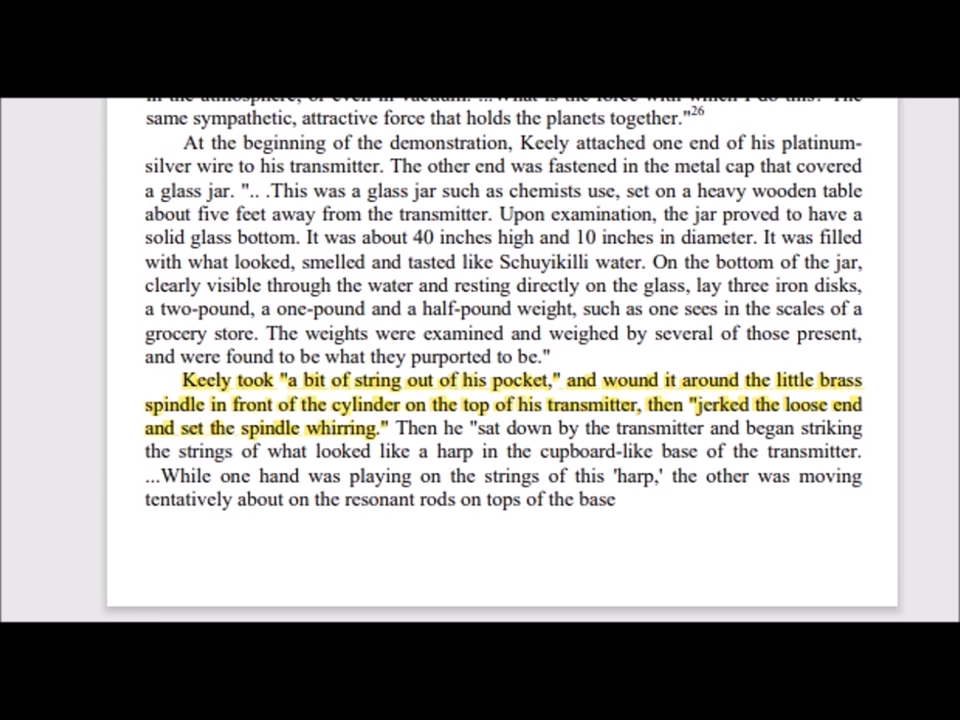 same sympathetic, attractive force that holds the planets together."26
At the beginning of the demonstration, Keely attached one end of his platinum-
silver wire to his transmitter. The other end was fastened in the metal cap that covered
a glass jar. ".. .This was a glass jar such as chemists use, set on a heavy wooden table
about five feet away from the transmitter. Upon examination, the jar proved to have a
solid glass bottom. It was about 40 inches high and 10 inches in diameter. It was filled
with what looked, smelled and tasted like Schuyikilli water. On the bottom of the jar,
clearly visible through the water and resting directly on the glass, lay three iron disks,
a two-pound, a one-pound and a half-pound weight, such as one sees in the scales of a
grocery store. The weights were examined and weighed by several of those present,
and were found to be what they purported to be."
Keely took "a bit of string out of his pocket," and wound it around the little brass
spindle in front of the cylinder on the top of his transmitter, then "jerked the loose end
and set the spindle whirring." Then he "sat down by the transmitter and began striking
the strings of what looked like a harp in the cupboard-like base of the transmitter.
...While one hand was playing on the strings of this 'harp,' the other was moving
tentatively about on the resonant rods on tops of the base